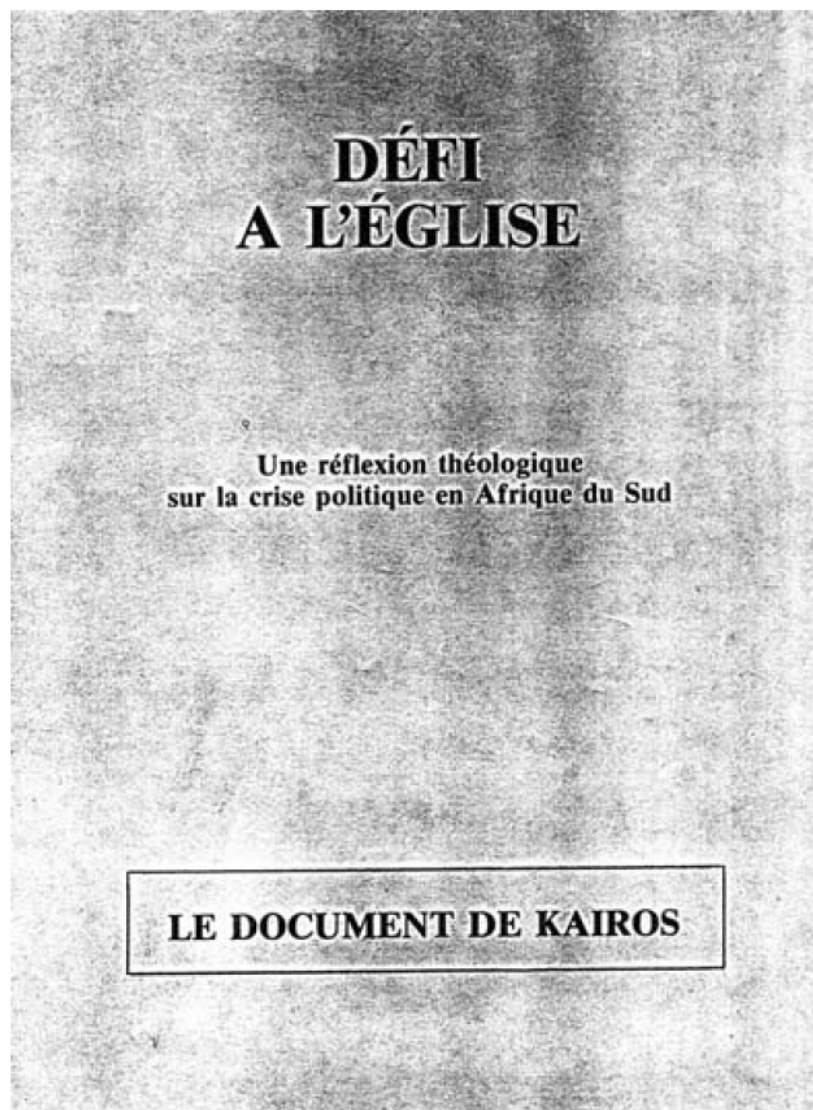 DÉFI
A L'ÉGLISE
Une réflexion théologique
sur la crise politique en Afrique du Sud
LE DOCUMENT DE KAIROS